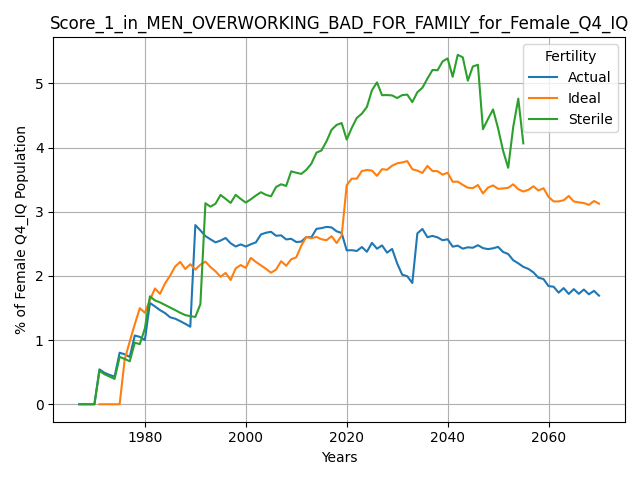 Score_1_in_MEN_OVERWORKING_BAD_FOR_FAMILY_for_Female_Q4_IQ
Fertility
Actual
Ideal
Sterile
% of Female Q4_IQ Population
5
4
3
2
1
0
1980 2000 2020 2040 2060
Years